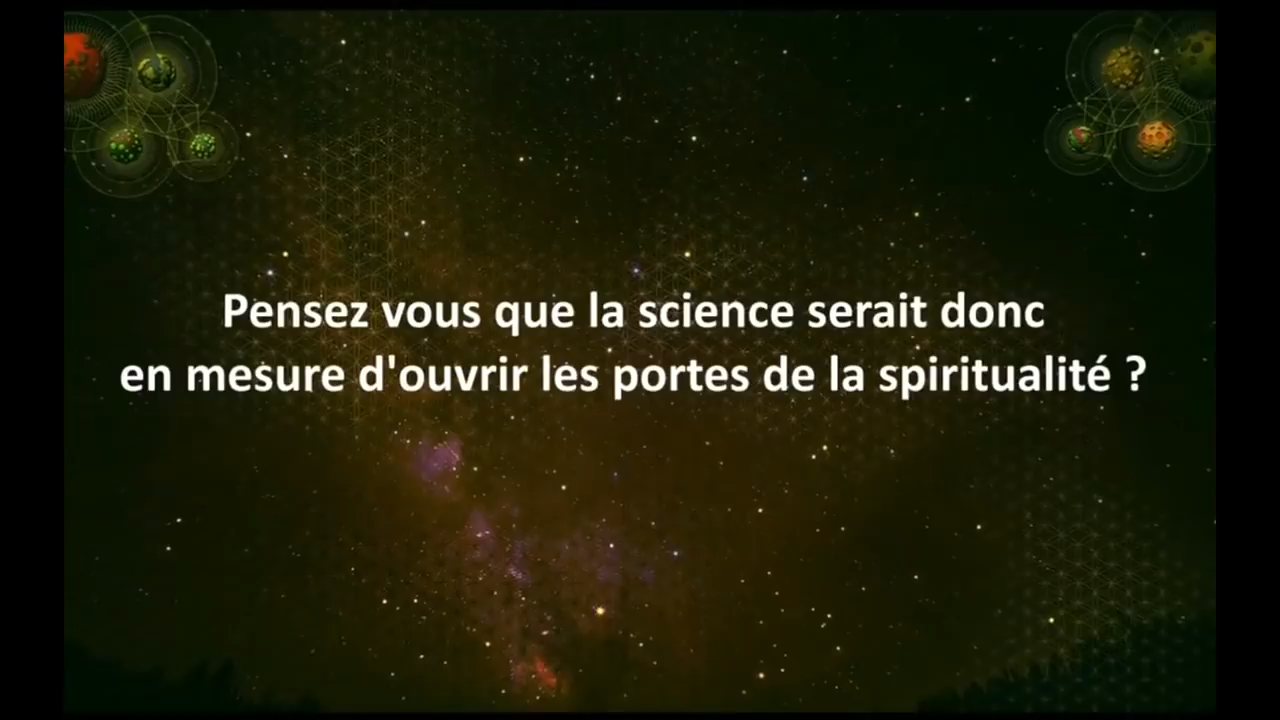 Pensez vous que la science serait donc
en mesure d'ouvrir les portes de la spiritualité ?